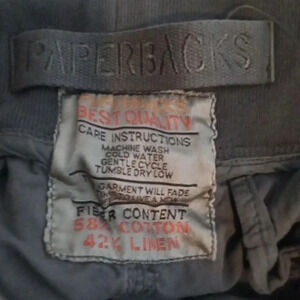 PAPERBACKS
BEST QUALITY
CARE INSTRUCTIONS
MACHINE WASH
COLD WATER
GENTLE CYCLE
TUMBLE DRY LOW
GARMENT WILL FADE
FIBER CONTENT
58% COTTON
42% LINEN